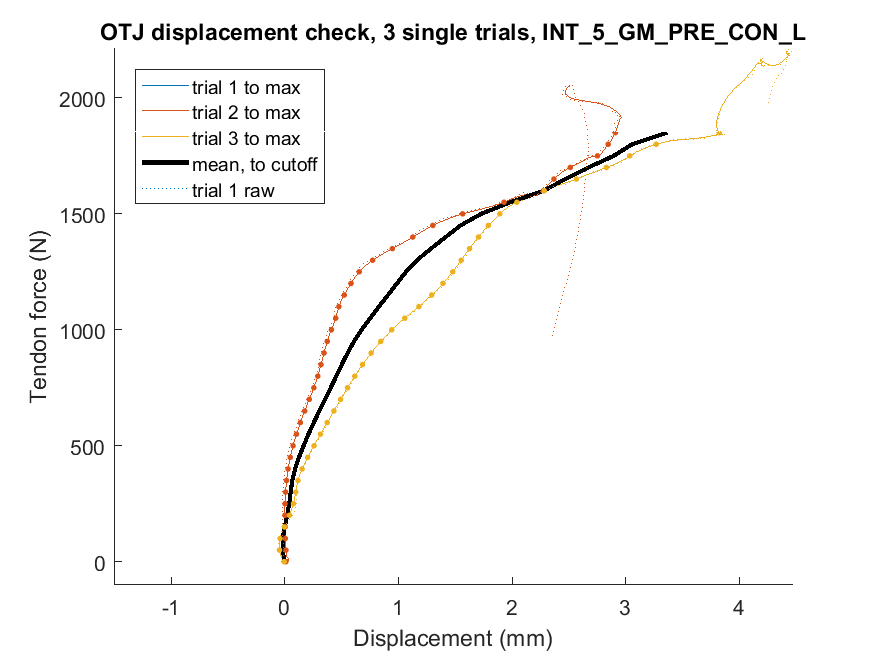 OTJ displacement check, 3 single trials, INT_5_GM_PRE_CON_L
trial 1 to max
trial 2 to max
trial 3 to max
mean, to cutoff
trial 1 raw
2000
1500
1000
500
0
Tendon force (N)
-1 0 1 2 3 4
Displacement (mm)